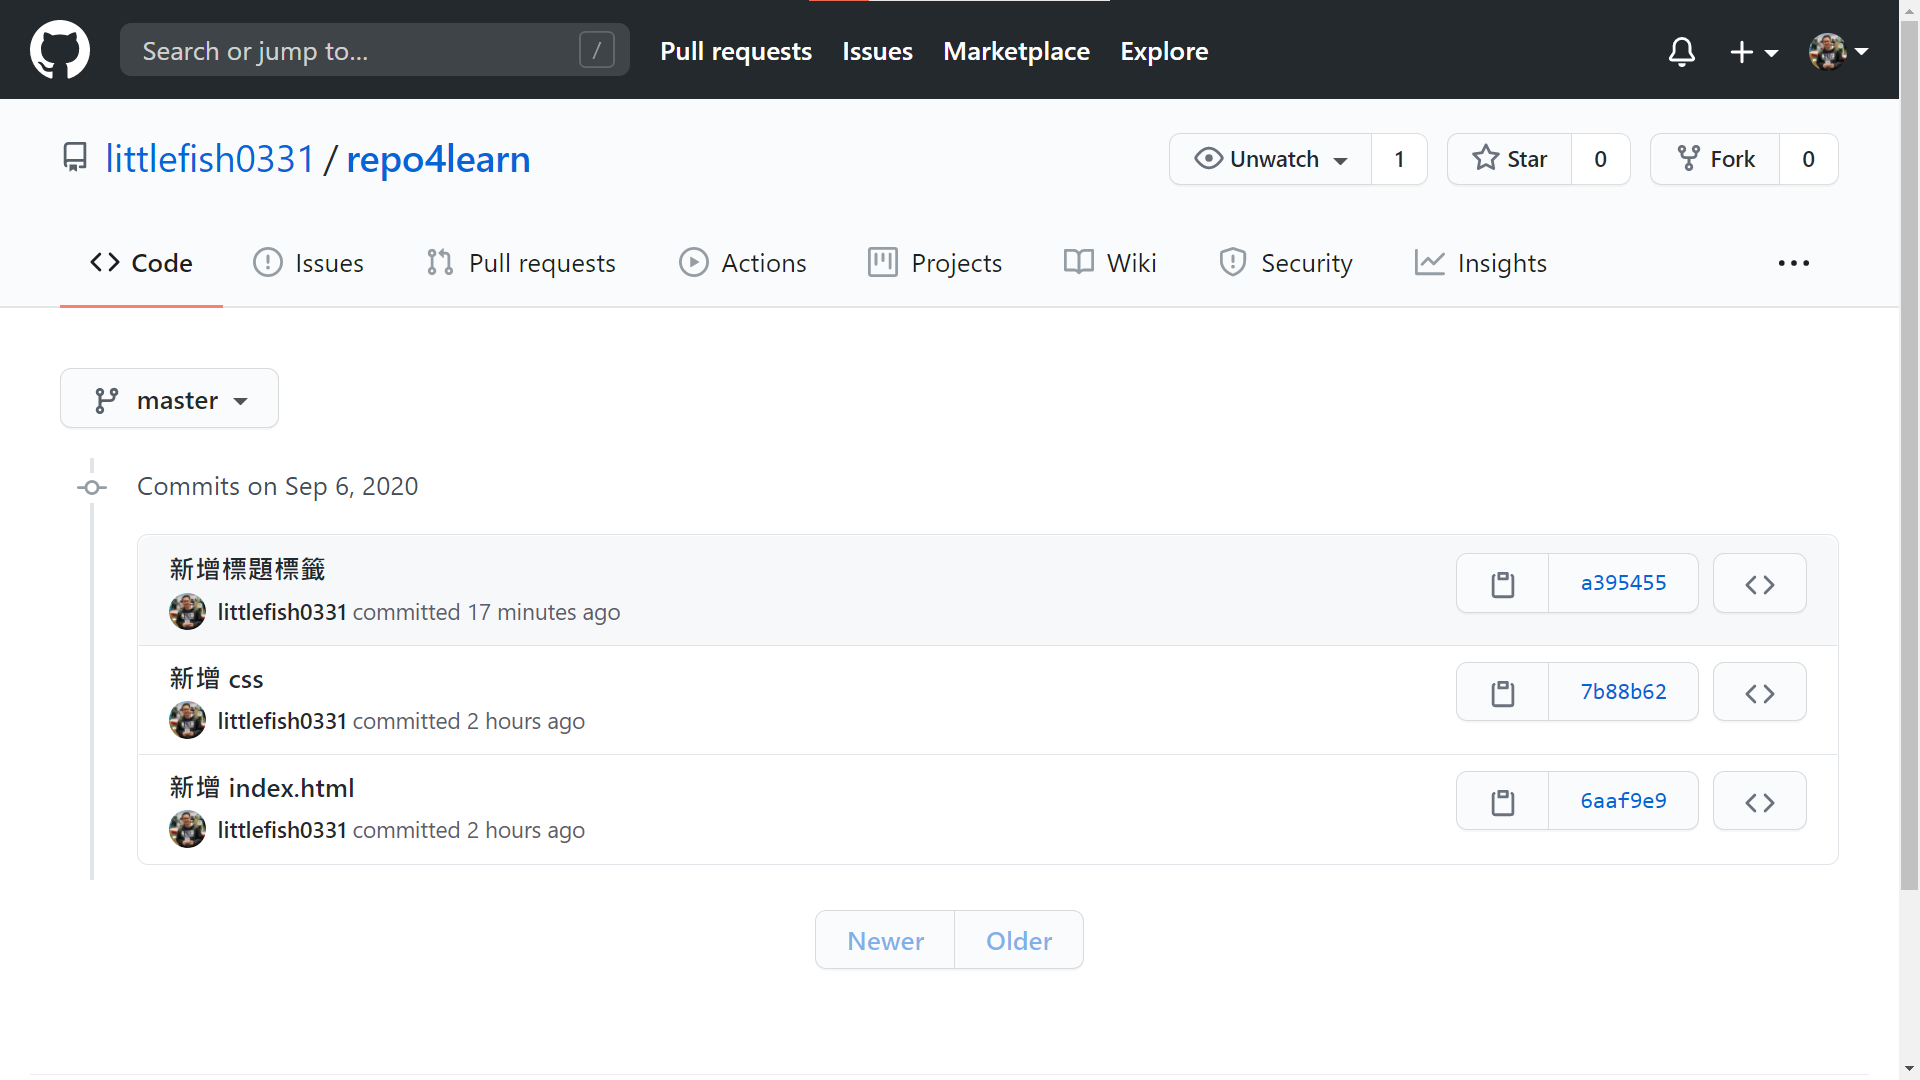 Search or jump to... /
Pull requests Issues Marketplace Explore
littlefish0331 / repo4learn
Unwatch 1 Star 0 Fork 0
Code Issues Pull requests Actions Projects Wiki Security Insights
master
Commits on Sep 6, 2020
新增標題標籤
littlefish0331 committed 17 minutes ago
a395455
新增 css
littlefish0331 committed 2 hours ago
7b88b62
新增 index.html
littlefish0331 committed 2 hours ago
6aaf9e9
Newer Older